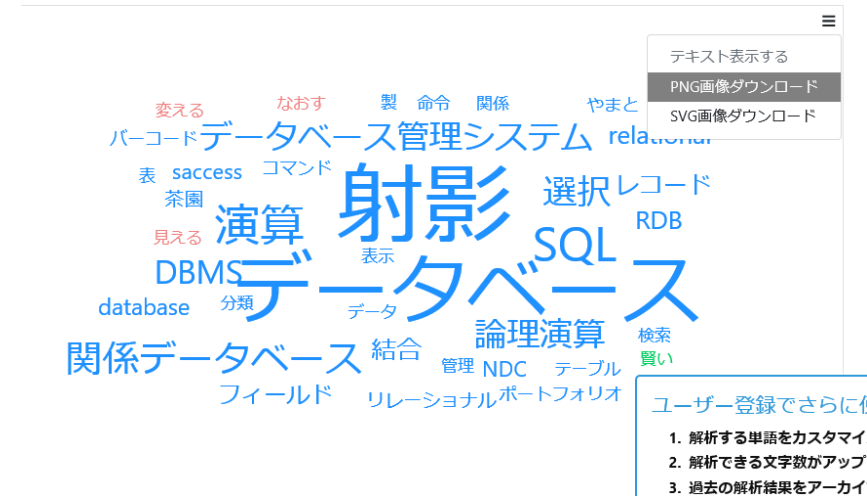 テキスト表示する
PNG画像ダウンロード
SVG画像ダウンロード
変える
なおす
製
命令
関係
やまと
バーコード
データベース管理システム
relational
表
saccess
コマンド
射影
選択
レコード
茶園
演算
RDB
見える
SQL
表示
DBMS
データベース
database
分類
データ
論理演算
検索
関係データベース
結合
管理
NDC
テーブル
賢い
フィールド
リレーショナル
ポートフォリオ
ユーザー登録でさらに
1. 解析する単語をカスタマイ
2. 解析できる文字数がアップ
3. 過去の解析結果をアーカイ